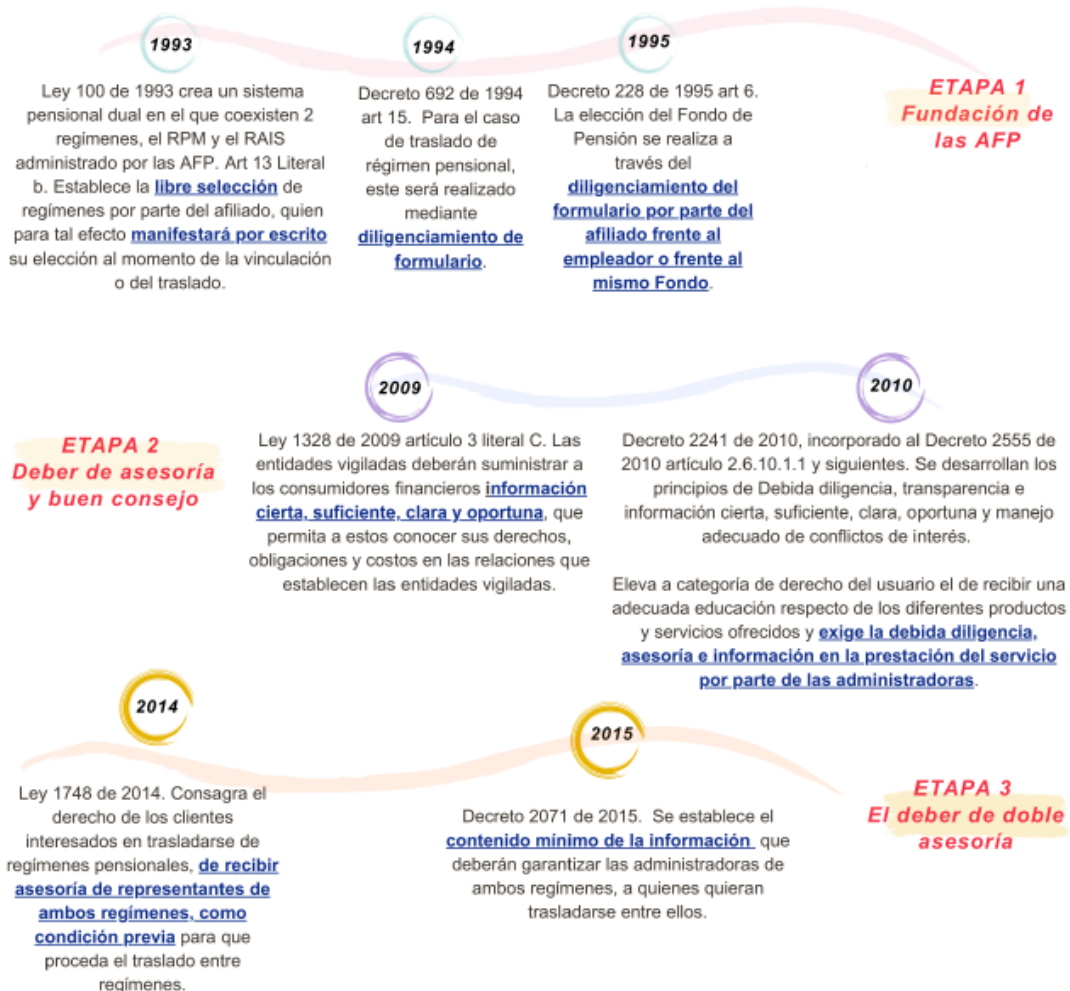 1993
Ley 100 de 1993 crea un sistema
pensional dual en el que coexisten 2
regímenes, el RPM y el RAIS
administrado por las AFP. Art 13 Literal
b. Establece la libre selección de
regímenes por parte del afiliado, quien
para tal efecto manifestará por escrito
su elección al momento de la vinculación
o del traslado.
1994
Decreto 692 de 1994
art 15.  Para el caso
de traslado de
régimen pensional,
este será realizado
mediante
diligenciamiento de
formulario.
1995
Decreto 228 de 1995 art 6.
La elección del Fondo de
Pensión se realiza a
través del
diligenciamiento del
formulario por parte del
afiliado frente al
empleador o frente al
mismo Fondo.
ETAPA 1
Fundación de
las AFP
ETAPA 2
Deber de asesoría
y buen consejo
2009
Ley 1328 de 2009 artículo 3 literal C. Las
entidades vigiladas deberán suministrar a
los consumidores financieros información
cierta, suficiente, clara y oportuna, que
permita a estos conocer sus derechos,
obligaciones y costos en las relaciones que
establecen las entidades vigiladas.
2010
Decreto 2241 de 2010, incorporado al Decreto 2555 de
2010 artículo 2.6.10.1.1 y siguientes. Se desarrollan los
principios de Debida diligencia, transparencia e
información cierta, suficiente, clara, oportuna y manejo
adecuado de conflictos de interés.
Eleva a categoría de derecho del usuario el de recibir una
adecuada educación respecto de los diferentes productos
y servicios ofrecidos y exige la debida diligencia,
asesoría e información en la prestación del servicio
por parte de las administradoras.
2014
Ley 1748 de 2014. Consagra el
derecho de los clientes
interesados en trasladarse de
regímenes pensionales, de recibir
asesoría de representantes de
ambos regímenes, como
condición previa para que
proceda el traslado entre
regímenes.
2015
Decreto 2071 de 2015.  Se establece el
contenido mínimo de la información que
deberán garantizar las administradoras de
ambos regímenes, a quienes quieran
trasladarse entre ellos.
ETAPA 3
El deber de doble
asesoría